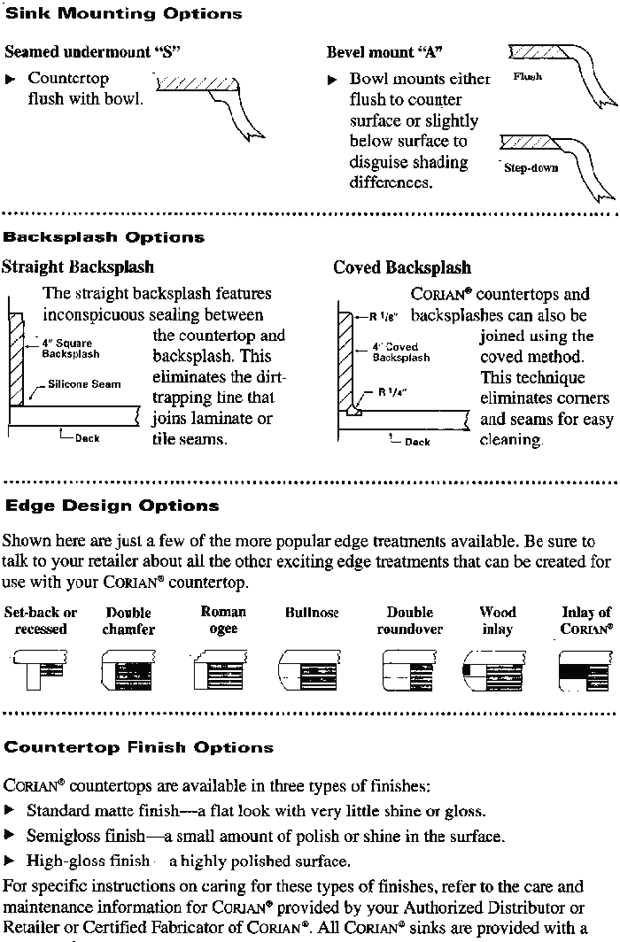 Sink Mounting Options
Seamed undermount “S”
▶ Countertop
flush with bowl.
Bevel mount “A”
▶ Bowl mounts either
flush to counter
surface or slightly
below surface to
disguise shading
differences.
Flush
Step-down
Backsplash Options
Straight Backsplash
The straight backsplash features
inconspicuous sealing between
the countertop and
backsplash. This
eliminates the dirt-
trapping line that
joins laminate or
tile seams.
4" Square
Backsplash
Silicone Seam
Deck
Coved Backsplash
CORIAN® countertops and
backsplashes can also be
joined using the
coved method.
This technique
eliminates corners
and seams for easy
cleaning.
R 1/8"
4" Coved
Backsplash
R 1/4"
Deck
Edge Design Options
Shown here are just a few of the more popular edge treatments available. Be sure to
talk to your retailer about all the other exciting edge treatments that can be created for
use with your CORIAN® countertop.
Set-back or
recessed
Double
chamfer
Roman
ogee
Bullnose
Double
roundover
Wood
inlay
Inlay of
CORIAN®
Countertop Finish Options
CORIAN® countertops are available in three types of finishes:
▶ Standard matte finish—a flat look with very little shine or gloss.
▶ Semigloss finish—a small amount of polish or shine in the surface.
▶ High-gloss finish - a highly polished surface.
For specific instructions on caring for these types of finishes, refer to the care and
maintenance information for CORIAN® provided by your Authorized Distributor or
Retailer or Certified Fabricator of CORIAN®. All CORIAN® sinks are provided with a